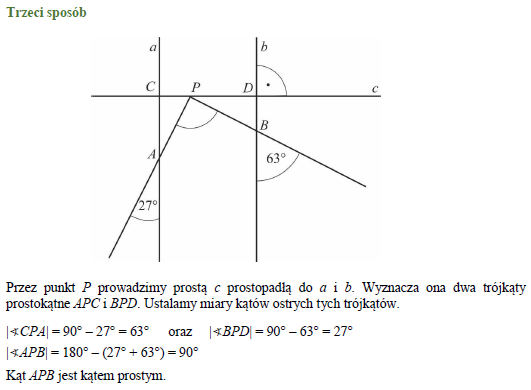 Trzeci sposób
a
b
C
P
D
c
B
A
63°
27°
Przez punkt P prowadzimy prostą c prostopadłą do a i b. Wyznacza ona dwa trójkąty
prostokątne APC i BPD. Ustalamy miary kątów ostrych tych trójkątów.
|∢CPA| = 90° – 27° = 63° oraz |∢BPD| = 90° – 63° = 27°
|∢APB| = 180° – (27° + 63°) = 90°
Kąt APB jest kątem prostym.